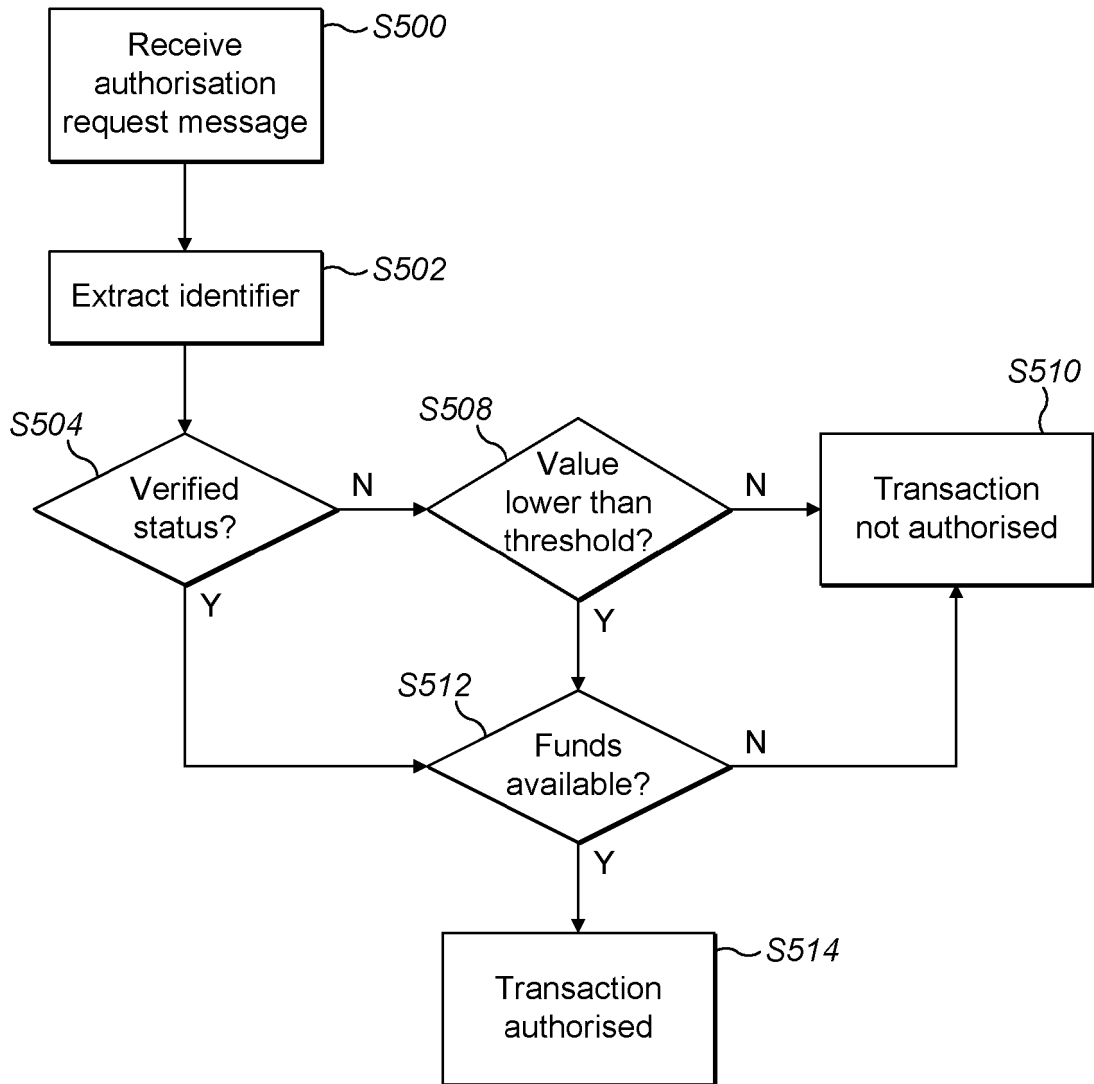 Receive
authorisation
request message
S500
Extract identifier
S502
S504
Verified
status?
N
Y
S508
Value
lower than
threshold?
N
Y
S510
Transaction
not authorised
S512
Funds
available?
N
Y
S514
Transaction
authorised